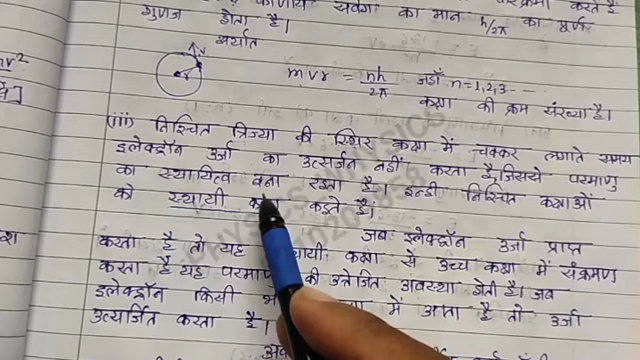 कोणीय संवेग का मान h/2π का पूर्ण
गुणज होता है।
अर्थात
mvr = nh/2π जहाँ n=1,2,3---
कक्षा की क्रम संख्या है।
(iii) निश्चित त्रिज्या की स्थिर कक्षा में चक्कर लगाते समय
इलेक्ट्रॉन ऊर्जा का उत्सर्जन नहीं करता है, जिससे परमाणु
का स्थायित्व बना रहता है। इन्हीं निश्चित कक्षाओं
को स्थायी कहते हैं।
जब इलेक्ट्रॉन ऊर्जा प्राप्त
करता है तो यह कक्षा से उच्च कक्षा में संक्रमण
करता है यह की उत्तेजित अवस्था होती है। जब
इलेक्ट्रॉन किसी में आता है तो ऊर्जा
उत्सर्जित करता है।